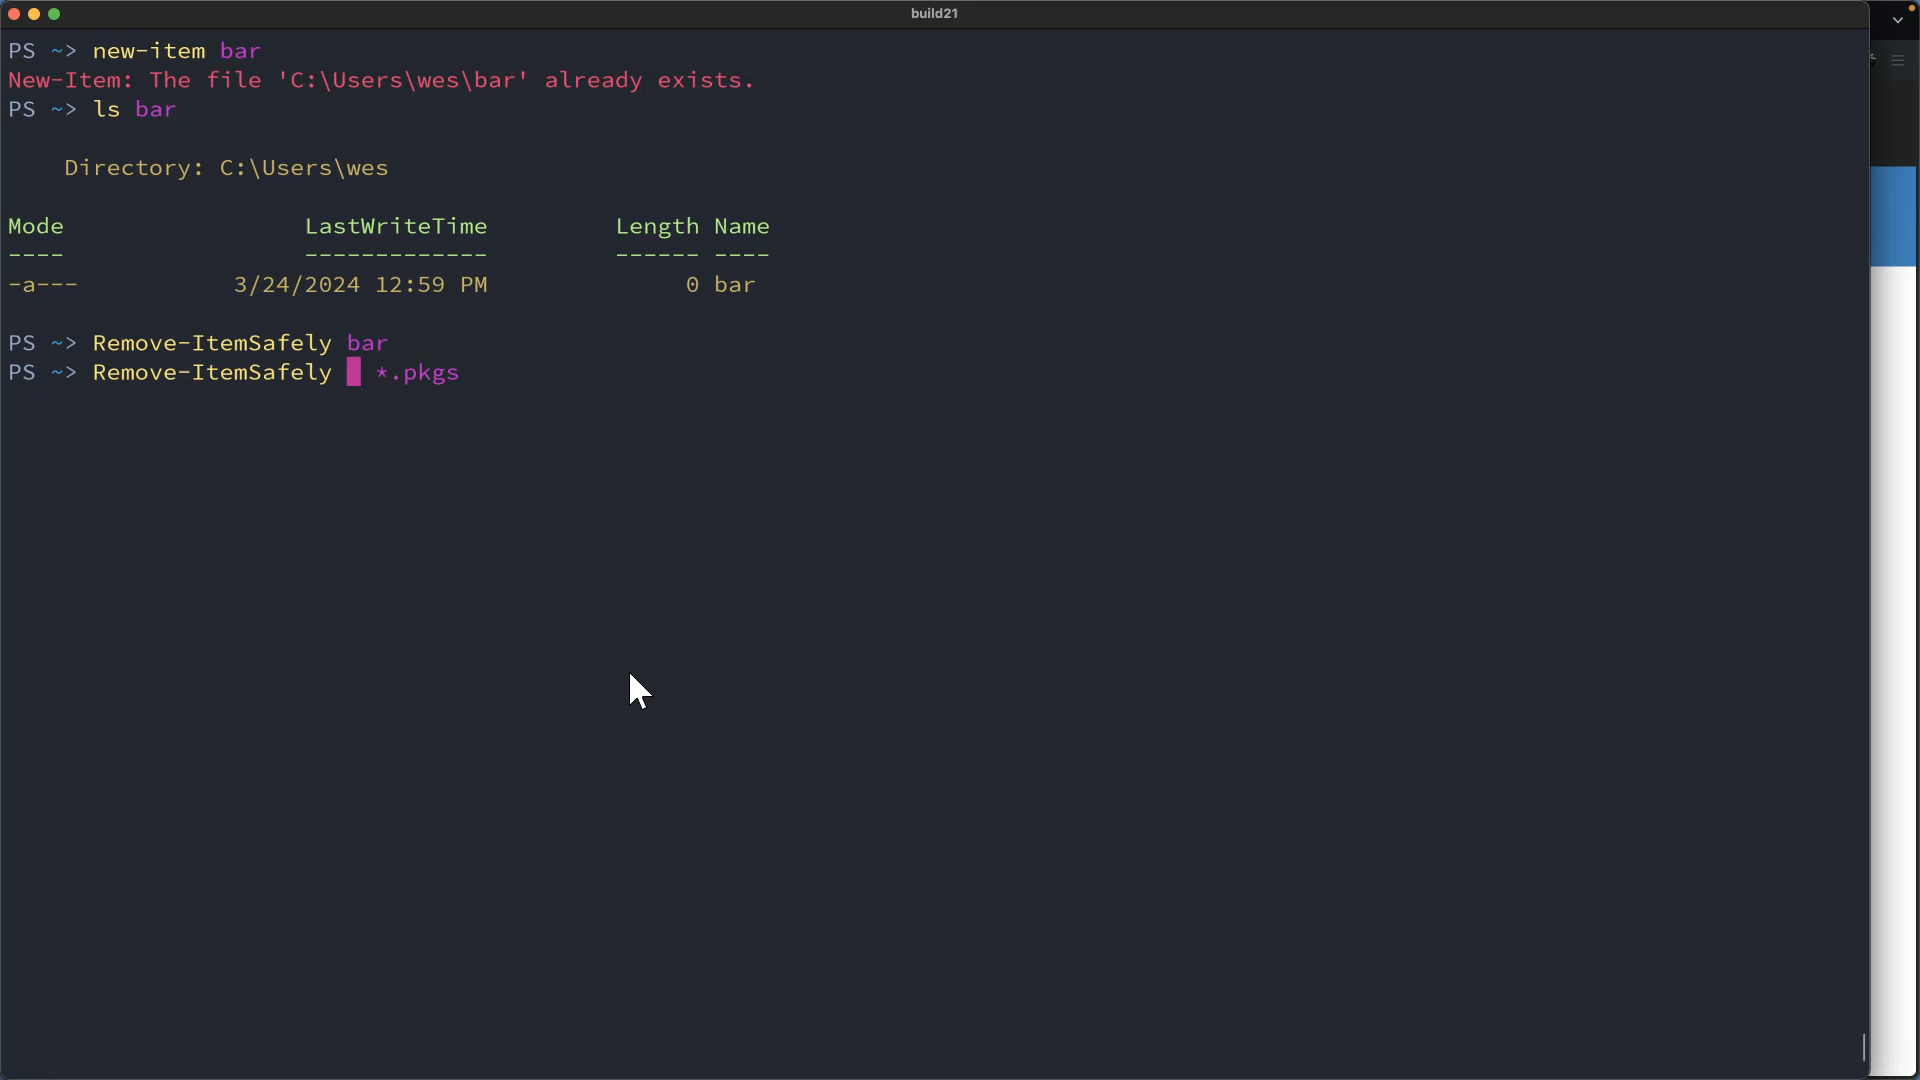 build21
PS ~> new-item bar
New-Item: The file 'C:\Users\wes\bar' already exists.
PS ~> ls bar
    Directory: C:\Users\wes
Mode                 LastWriteTime         Length Name
----                 -------------         ------ ----
-a---           3/24/2024 12:59 PM              0 bar
PS ~> Remove-ItemSafely bar
PS ~> Remove-ItemSafely   *.pkgs